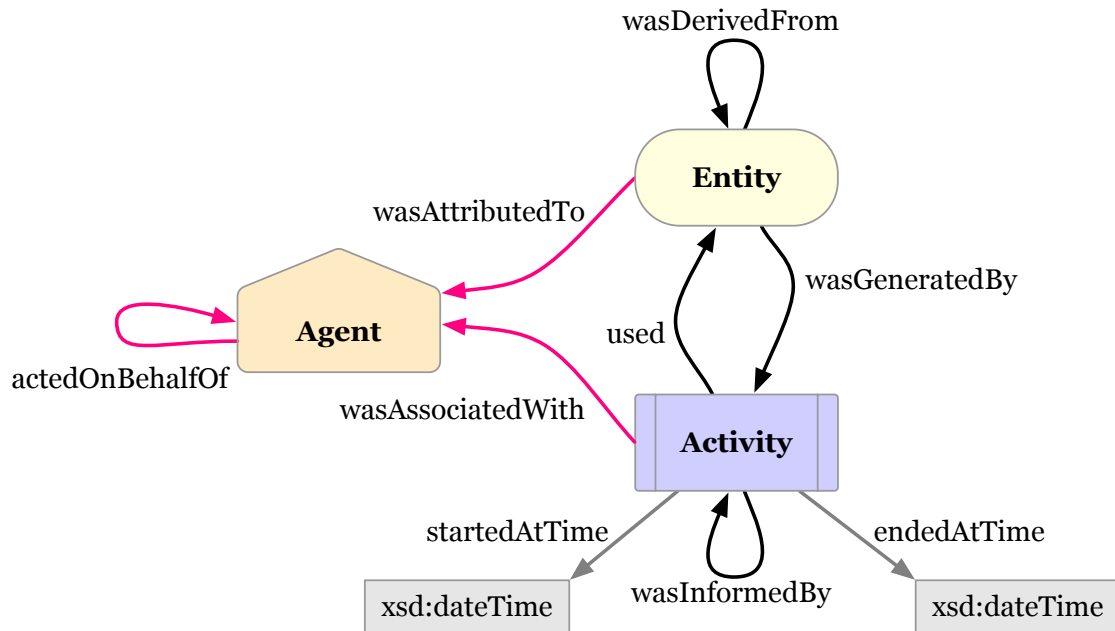 wasDerivedFrom
Entity
wasAttributedTo
wasGeneratedBy
Agent
used
actedOnBehalfOf
wasAssociatedWith
Activity
startedAtTime
endedAtTime
wasInformedBy
xsd:dateTime
xsd:dateTime